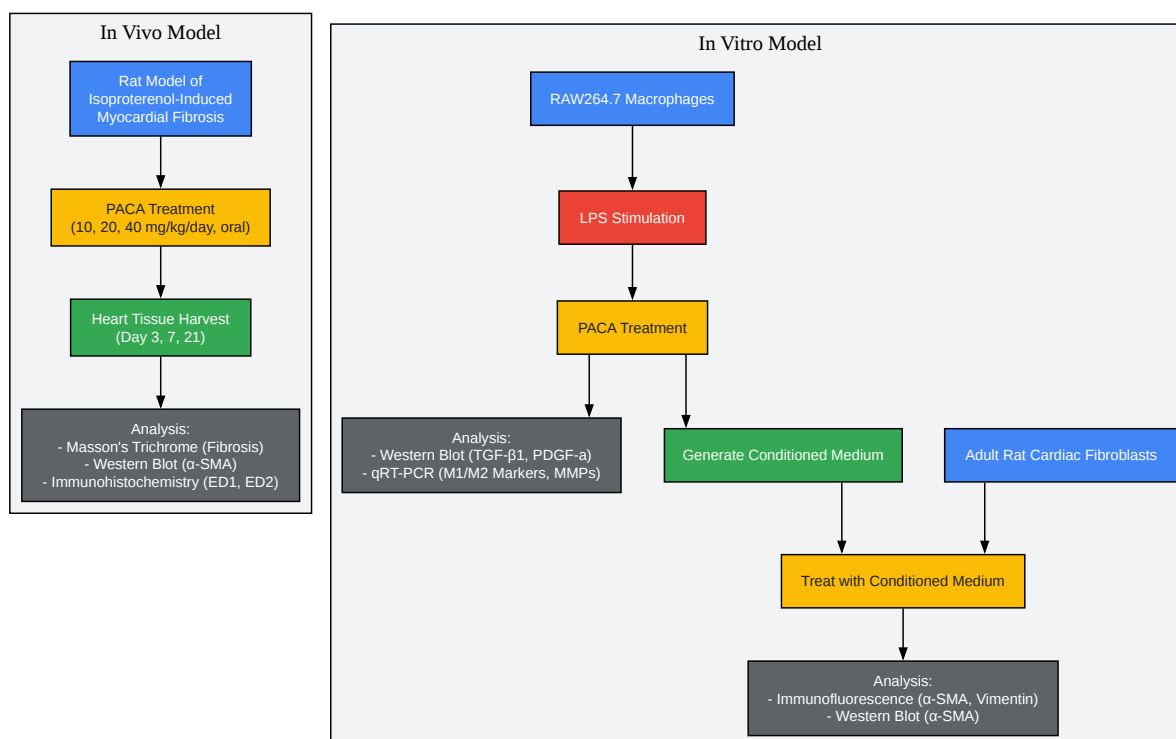 In Vivo Model
Rat Model of
Isoproterenol-Induced
Myocardial Fibrosis
PACA Treatment
(10, 20, 40 mg/kg/day, oral)
Heart Tissue Harvest
(Day 3, 7, 21)
Analysis:
- Masson's Trichrome (Fibrosis)
- Western Blot (α-SMA)
- Immunohistochemistry (ED1, ED2)
In Vitro Model
RAW264.7 Macrophages
LPS Stimulation
PACA Treatment
Analysis:
- Western Blot (TGF-β1, PDGF-a)
- qRT-PCR (M1/M2 Markers, MMPs)
Generate Conditioned Medium
Adult Rat Cardiac Fibroblasts
Treat with Conditioned Medium
Analysis:
- Immunofluorescence (α-SMA, Vimentin)
- Western Blot (α-SMA)